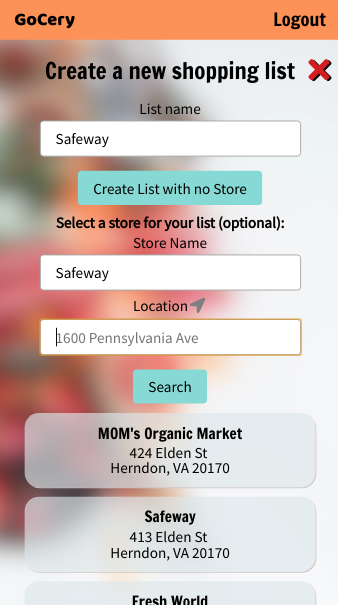 GoCery
Logout
Create a new shopping list
List name
Safeway
Create List with no Store
Select a store for your list (optional):
Store Name
Safeway
Location
1600 Pennsylvania Ave
Search
MOM's Organic Market
424 Elden St
Herndon, VA 20170
Safeway
413 Elden St
Herndon, VA 20170
Fresh World